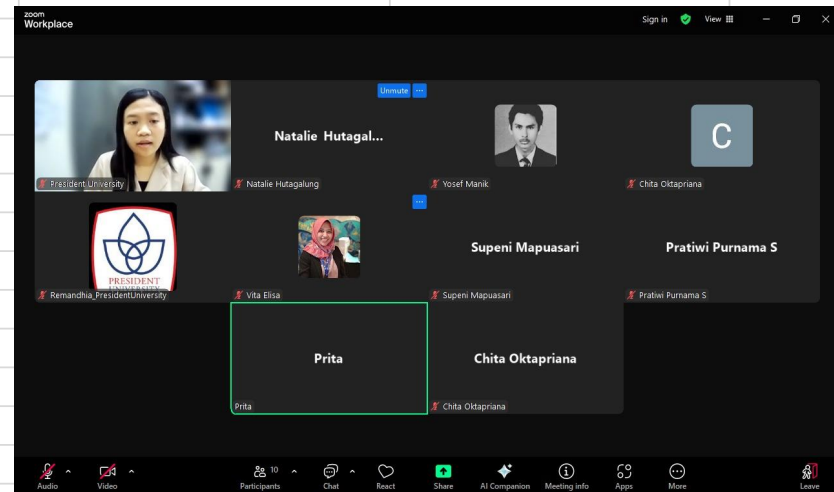 zoom
Workplace
Sign in
View
Unmute
...
President University
Natalie Hutagal...
Natalie Hutagalung
Yosef Manik
C
Chita Oktapriana
PRESIDENT
UNIVERSITY
Remandhia_PresidentUniversity
...
Vita Elisa
Supeni Mapuasari
Supeni Mapuasari
Pratiwi Purnama S
Pratiwi Purnama S
Prita
Prita
Chita Oktapriana
Chita Oktapriana
Audio
Video
10
Participants
Chat
React
Share
AI Companion
Meeting info
Apps
More
Leave